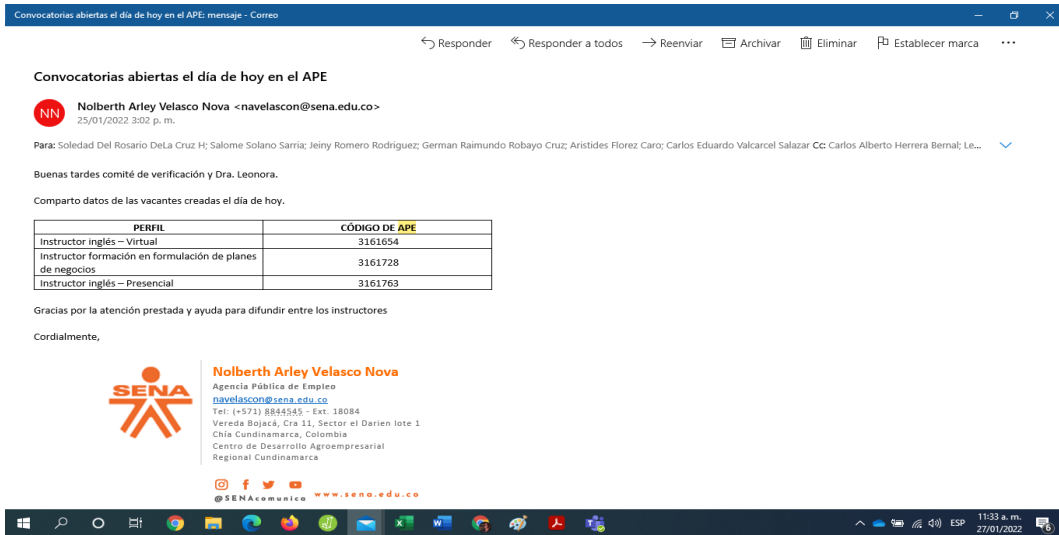 Convocatorias abiertas el día de hoy en el APE: mensaje - Correo
Responder Responder a todos Reenviar Archivar Eliminar Establecer marca
Convocatorias abiertas el día de hoy en el APE
NN
Nolberth Arley Velasco Nova <navelascon@sena.edu.co>
25/01/2022 3:02 p. m.
Para: Soledad Del Rosario DeLa Cruz H; Salome Solano Sarria; Jeiny Romero Rodriguez; German Raimundo Robayo Cruz; Aristides Florez Caro; Carlos Eduardo Valcarcel Salazar Cc: Carlos Alberto Herrera Bernal; Le...
Buenas tardes comité de verificación y Dra. Leonora.
Comparto datos de las vacantes creadas el día de hoy.
PERFIL CÓDIGO DE APE
Instructor inglés – Virtual 3161654
Instructor formación en formulación de planes
de negocios 3161728
Instructor inglés – Presencial 3161763
Gracias por la atención prestada y ayuda para difundir entre los instructores
Cordialmente,
SENA
Nolberth Arley Velasco Nova
Agencia Pública de Empleo
navelascon@sena.edu.co
Tel: (+571) 8844545 - Ext. 18084
Vereda Bojacá, Cra 11, Sector el Darien lote 1
Chía Cundinamarca, Colombia
Centro de Desarrollo Agroempresarial
Regional Cundinamarca
@SENAcomunica www.sena.edu.co
ESP
11:33 a. m.
27/01/2022
6